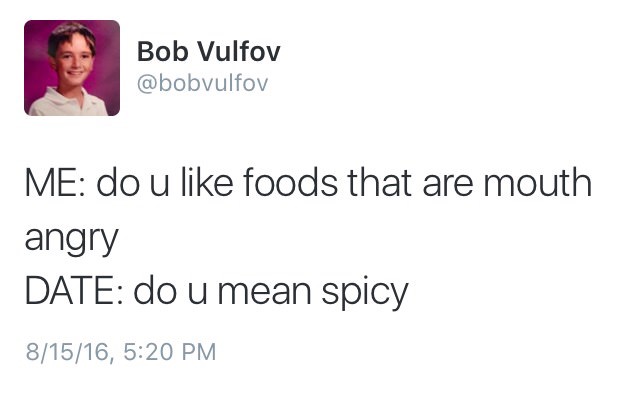 Bob Vulfov
@bobvulfov
ME: do u like foods that are mouth
angry
DATE: do u mean spicy
8/15/16, 5:20 PM